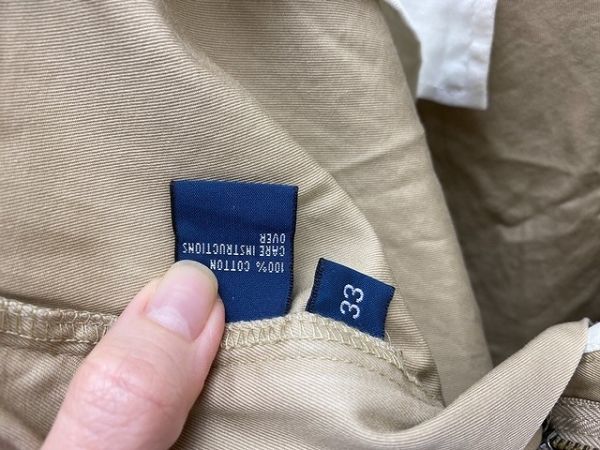 100% COTTON
CARE INSTRUCTIONS
OVER
33